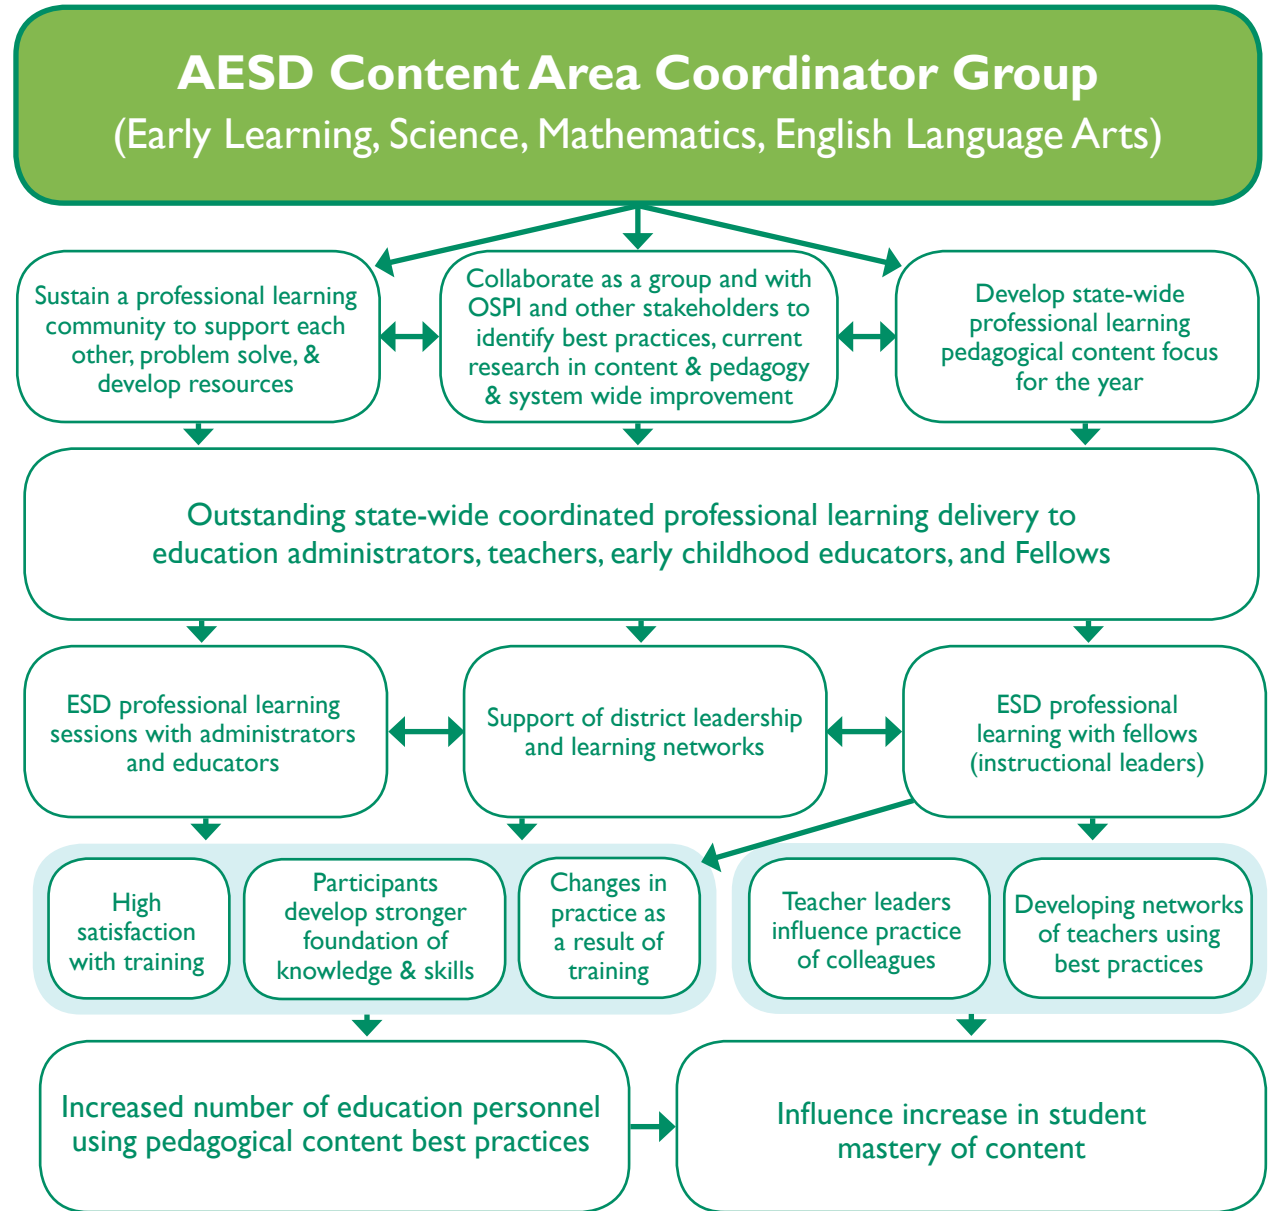 AESD Content Area Coordinator Group
(Early Learning, Science, Mathematics, English Language Arts)
Sustain a professional learning
community to support each
other, problem solve, &
develop resources
Collaborate as a group and with
OSPI and other stakeholders to
identify best practices, current
research in content & pedagogy
& system wide improvement
Develop state-wide
professional learning
pedagogical content focus
for the year
Outstanding state-wide coordinated professional learning delivery to
education administrators, teachers, early childhood educators, and Fellows
ESD professional learning
sessions with administrators
and educators
Support of district leadership
and learning networks
ESD professional
learning with fellows
(instructional leaders)
High
satisfaction
with training
Participants
develop stronger
foundation of
knowledge & skills
Changes in
practice as
a result of
training
Teacher leaders
influence practice
of colleagues
Developing networks
of teachers using
best practices
Increased number of education personnel
using pedagogical content best practices
Influence increase in student
mastery of content